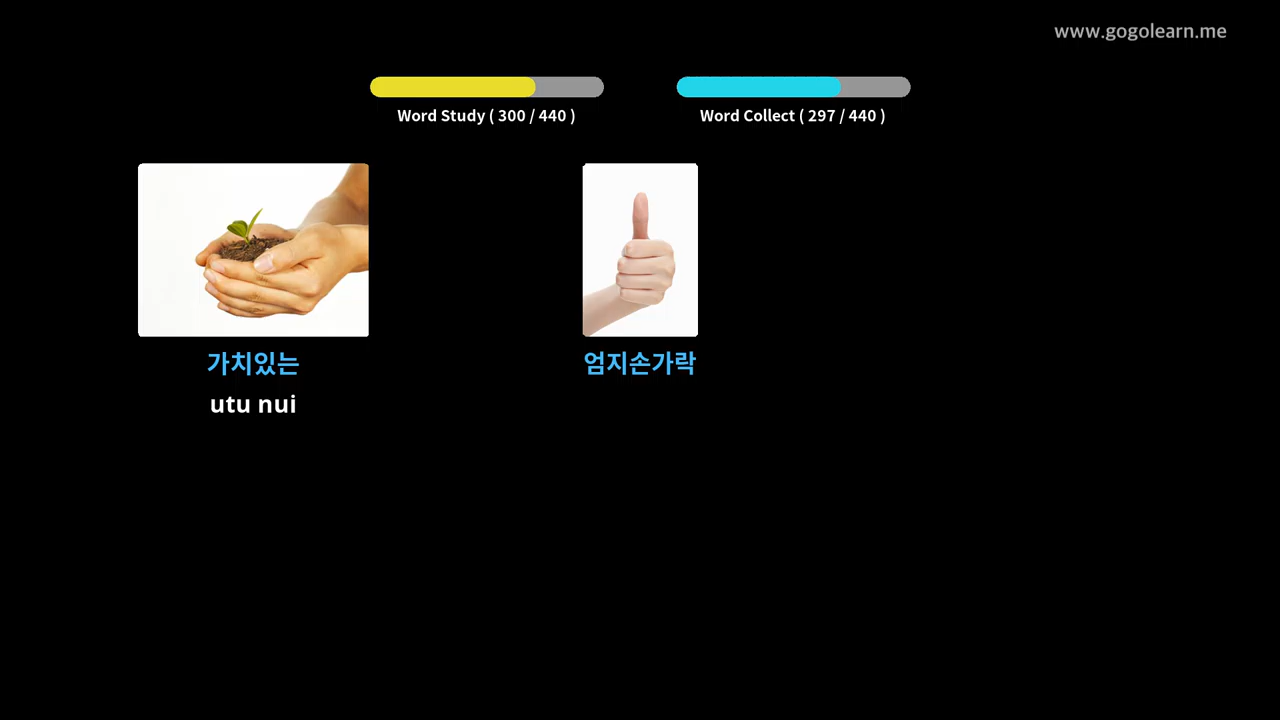 www.gogolearn.me
Word Study ( 300 / 440 )
Word Collect ( 297 / 440 )
가치있는
엄지손가락
utu nui